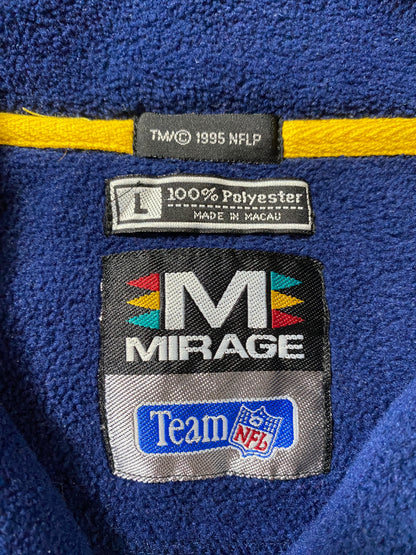 TM/© 1995 NFLP
L 100% Polyester
MADE IN MACAU
M
MIRAGE
Team NFL